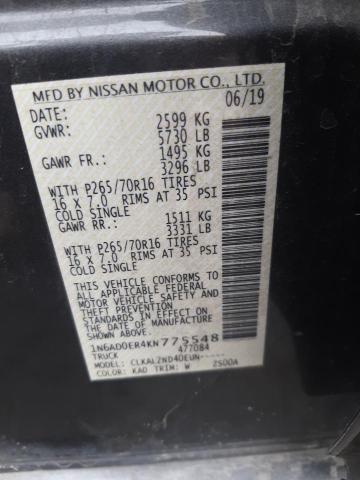 MFD BY NISSAN MOTOR CO., LTD.
DATE: 06/19
GVWR: 2599 KG
5730 LB
GAWR FR.: 1495 KG
3296 LB
WITH P265/70R16 TIRES
16 X 7.0 RIMS AT 35 PSI
COLD SINGLE
GAWR RR.: 1511 KG
3331 LB
WITH P265/70R16 TIRES
16 X 7.0 RIMS AT 35 PSI
COLD SINGLE
THIS VEHICLE CONFORMS TO ALL
APPLICABLE FEDERAL SAFETY AND
THEFT PREVENTION
STANDARDS IN EFFECT ON THE
DATE OF MANUFACTURE
SHOWN ABOVE.
1N6AD0ER4KN775548
TRUCK 477084
MODEL: CLKAL2ND40EUN-----
COLOR: KAD TRIM: W 2S00A